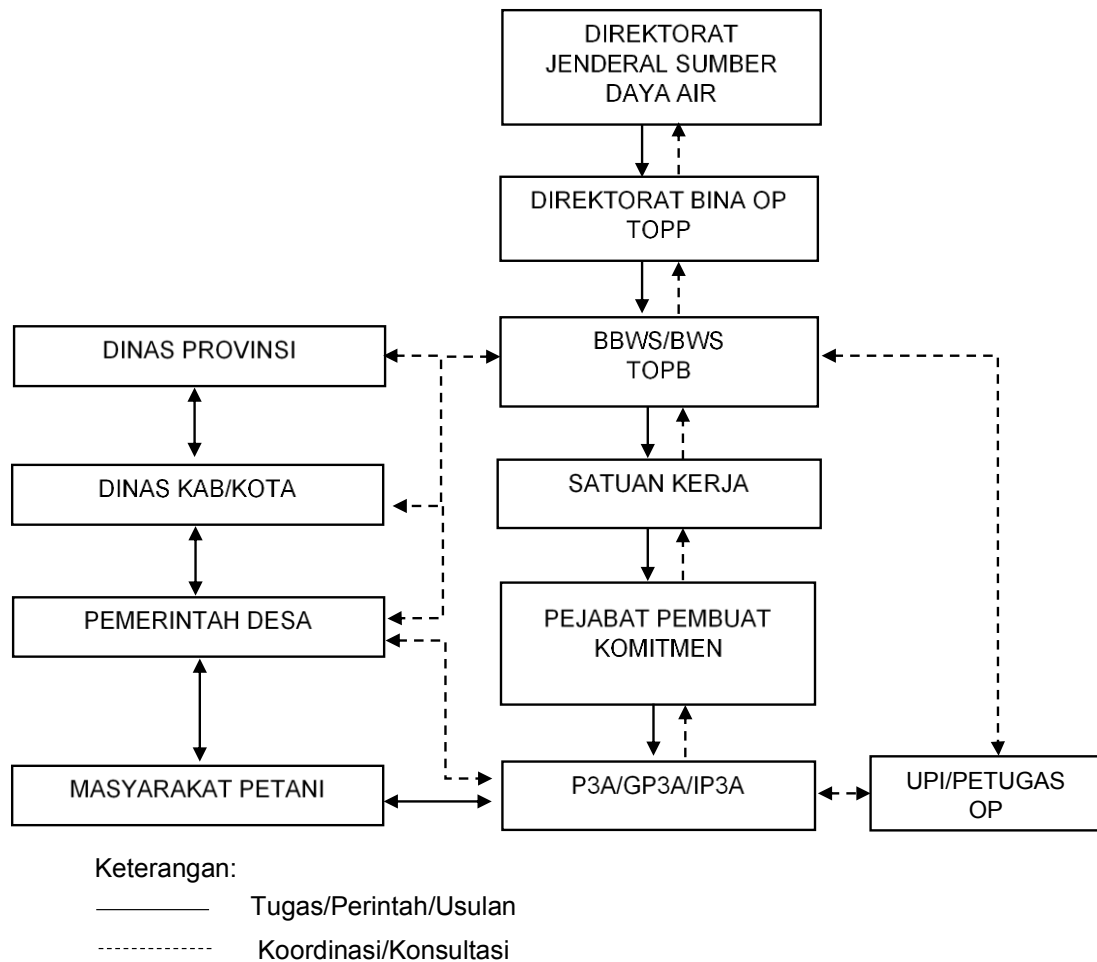 DIREKTORAT
JENDERAL SUMBER
DAYA AIR
DIREKTORAT BINA OP
TOPP
DINAS PROVINSI
BBWS/BWS
TOPB
DINAS KAB/KOTA
SATUAN KERJA
PEMERINTAH DESA
PEJABAT PEMBUAT
KOMITMEN
MASYARAKAT PETANI
P3A/GP3A/IP3A
UPI/PETUGAS
OP
Keterangan:
Tugas/Perintah/Usulan
Koordinasi/Konsultasi